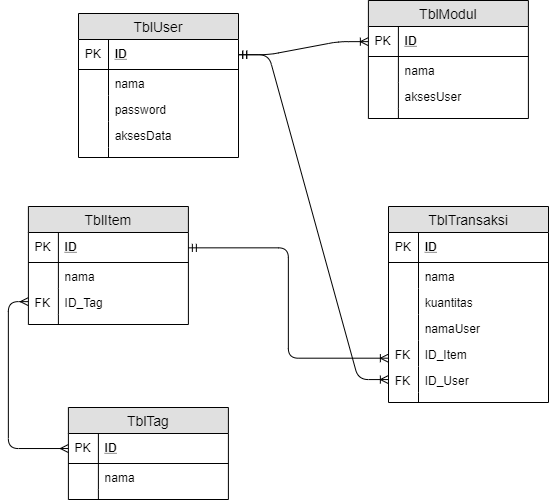 TblUser
PK ID
nama
password
aksesData
TblModul
PK ID
nama
aksesUser
TblItem
PK ID
nama
FK ID_Tag
TblTransaksi
PK ID
nama
kuantitas
namaUser
FK ID_Item
FK ID_User
TblTag
PK ID
nama